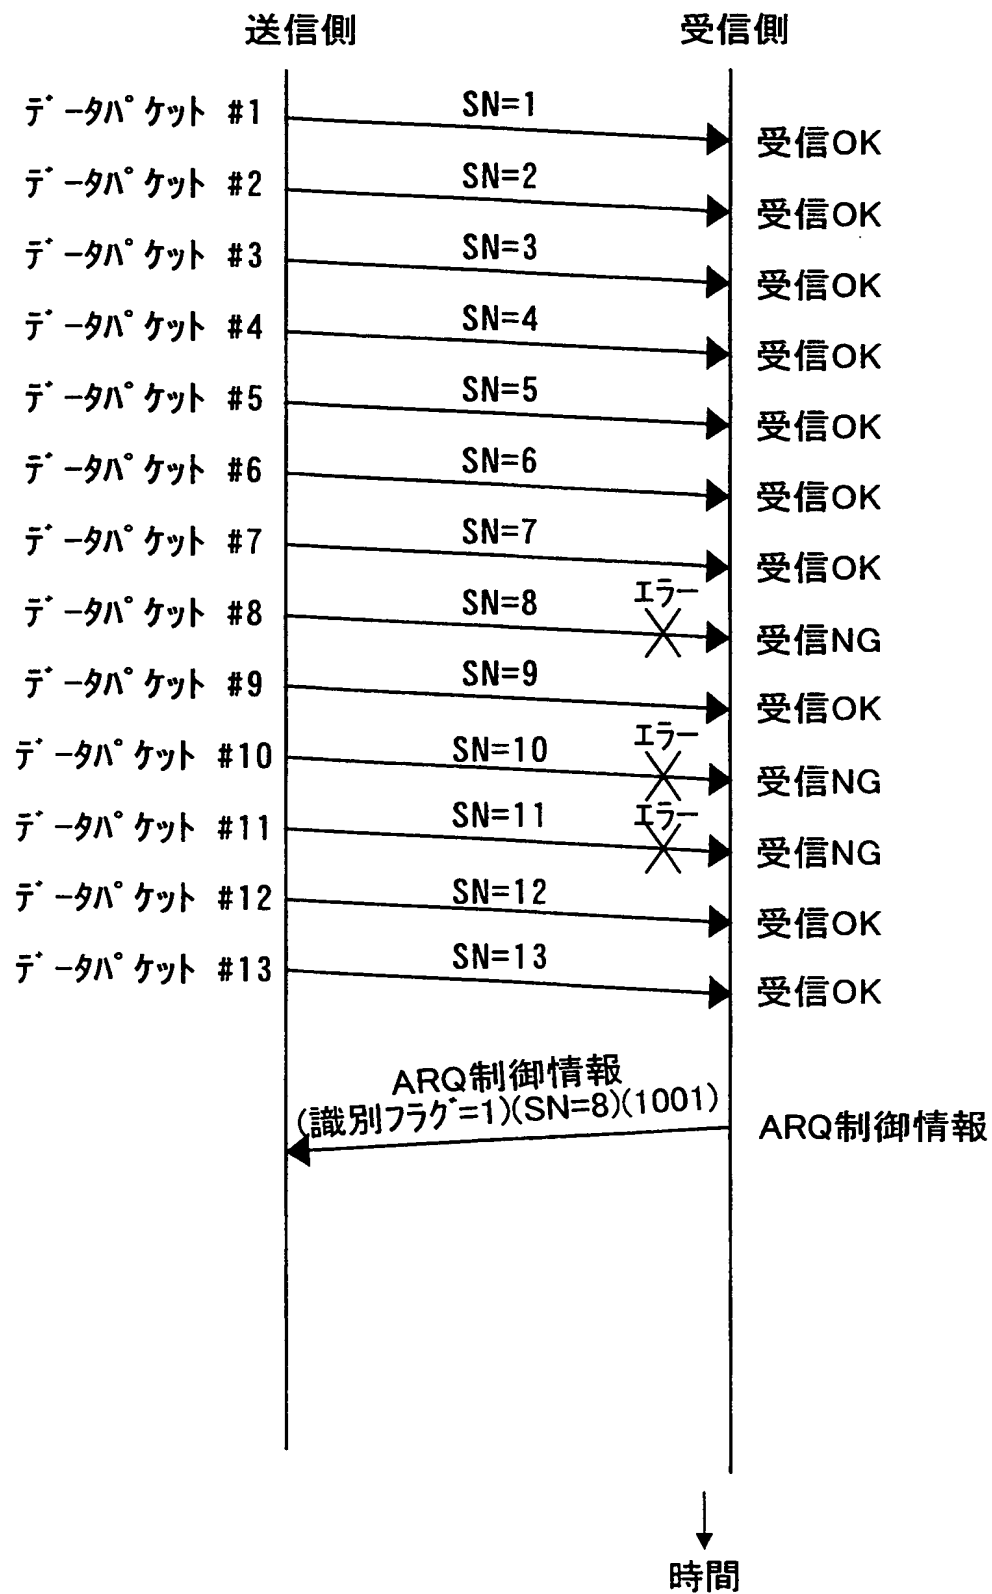 送信側 受信側
データパケット #1 SN=1 受信OK
データパケット #2 SN=2 受信OK
データパケット #3 SN=3 受信OK
データパケット #4 SN=4 受信OK
データパケット #5 SN=5 受信OK
データパケット #6 SN=6 受信OK
データパケット #7 SN=7 受信OK
データパケット #8 SN=8 エラー 受信NG
データパケット #9 SN=9 受信OK
データパケット #10 SN=10 エラー 受信NG
データパケット #11 SN=11 エラー 受信NG
データパケット #12 SN=12 受信OK
データパケット #13 SN=13 受信OK
ARQ制御情報
(識別フラグ=1)(SN=8)(1001) ARQ制御情報
時間